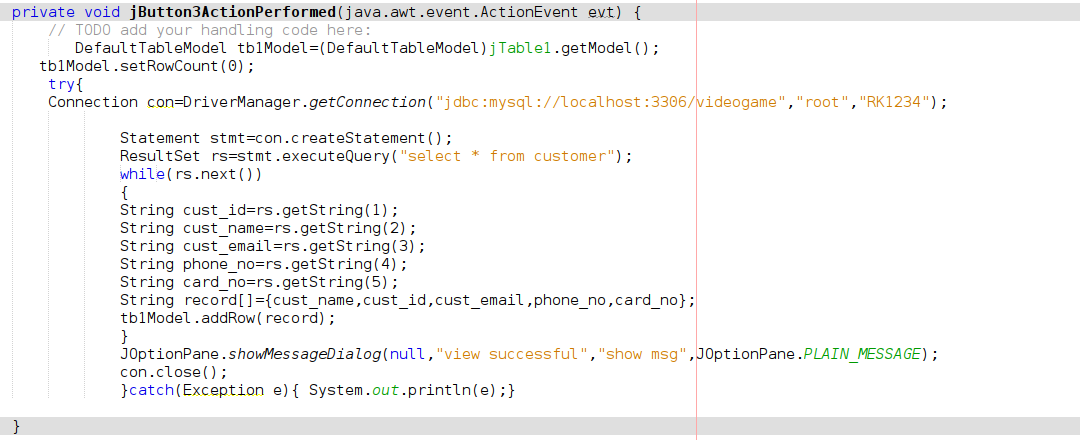 private void jButton3ActionPerformed(java.awt.event.ActionEvent evt) {
// TODO add your handling code here:
DefaultTableModel tb1Model=(DefaultTableModel)jTable1.getModel();
tb1Model.setRowCount(0);
try{
Connection con=DriverManager.getConnection("jdbc:mysql://localhost:3306/videogame","root","RK1234");
Statement stmt=con.createStatement();
ResultSet rs=stmt.executeQuery("select * from customer");
while(rs.next())
{
String cust_id=rs.getString(1);
String cust_name=rs.getString(2);
String cust_email=rs.getString(3);
String phone_no=rs.getString(4);
String card_no=rs.getString(5);
String record[]={cust_name,cust_id,cust_email,phone_no,card_no};
tb1Model.addRow(record);
}
JOptionPane.showMessageDialog(null,"view successful","show msg",JOptionPane.PLAIN_MESSAGE);
con.close();
}catch(Exception e){ System.out.println(e);}
}